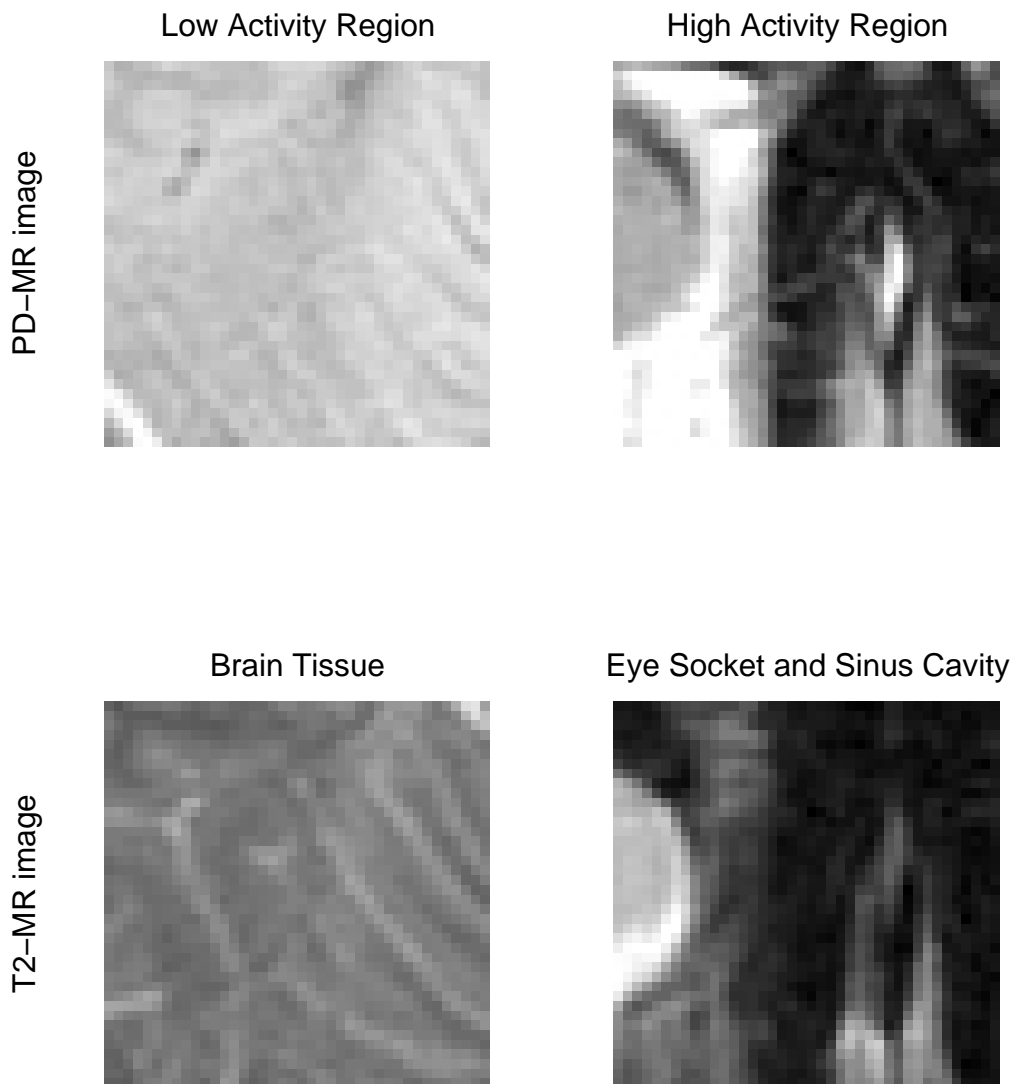 Low Activity Region
High Activity Region
PD–MR image
Brain Tissue
Eye Socket and Sinus Cavity
T2–MR image